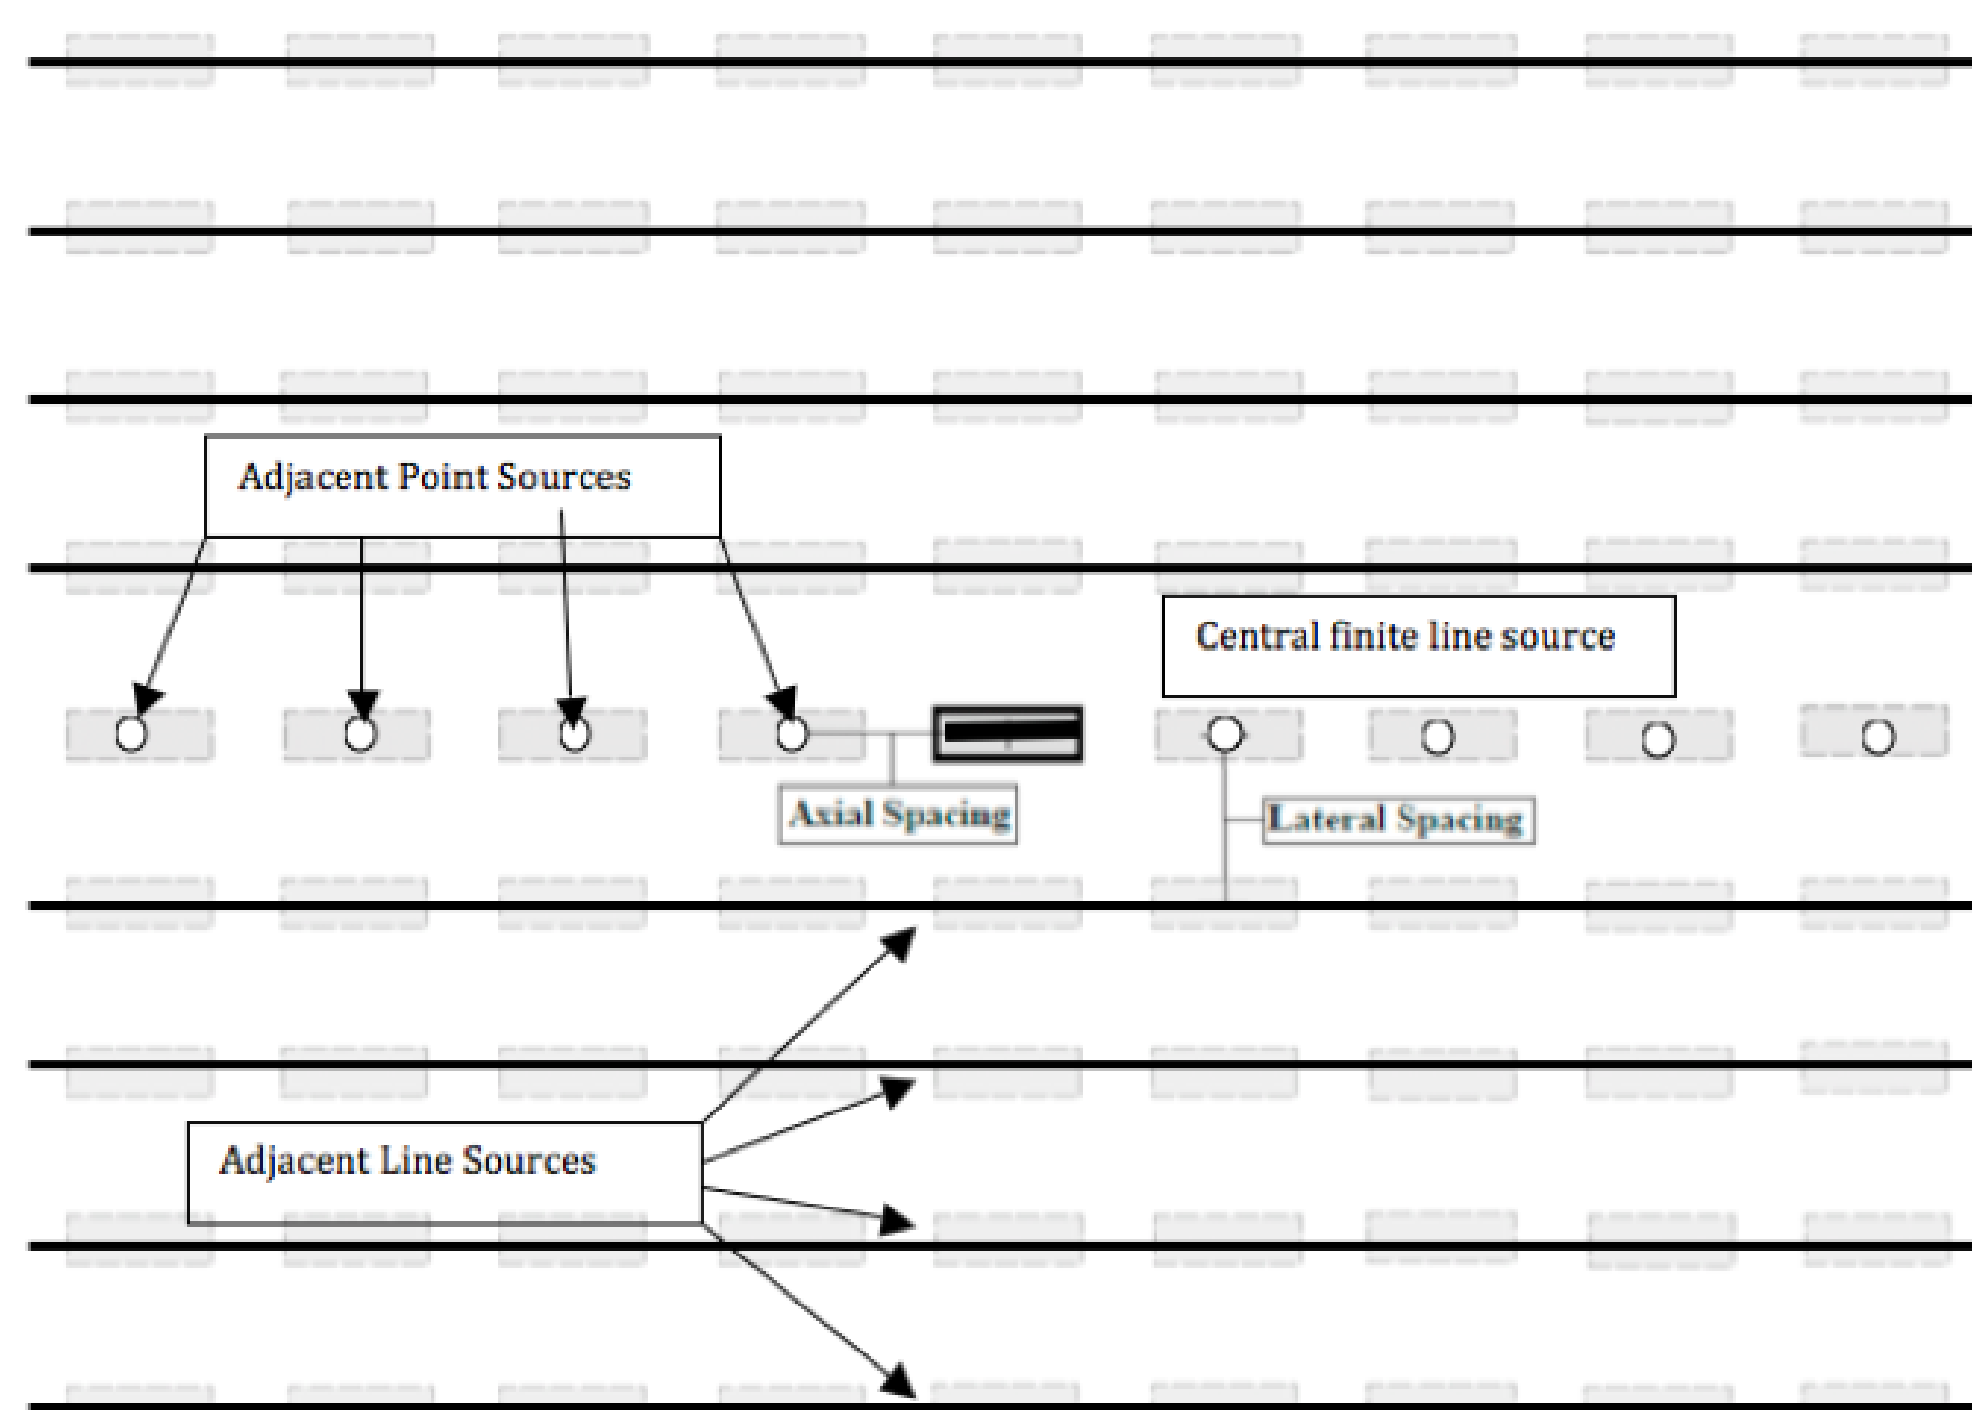 Adjacent Point Sources
Central finite line source
Axial Spacing
Lateral Spacing
Adjacent Line Sources